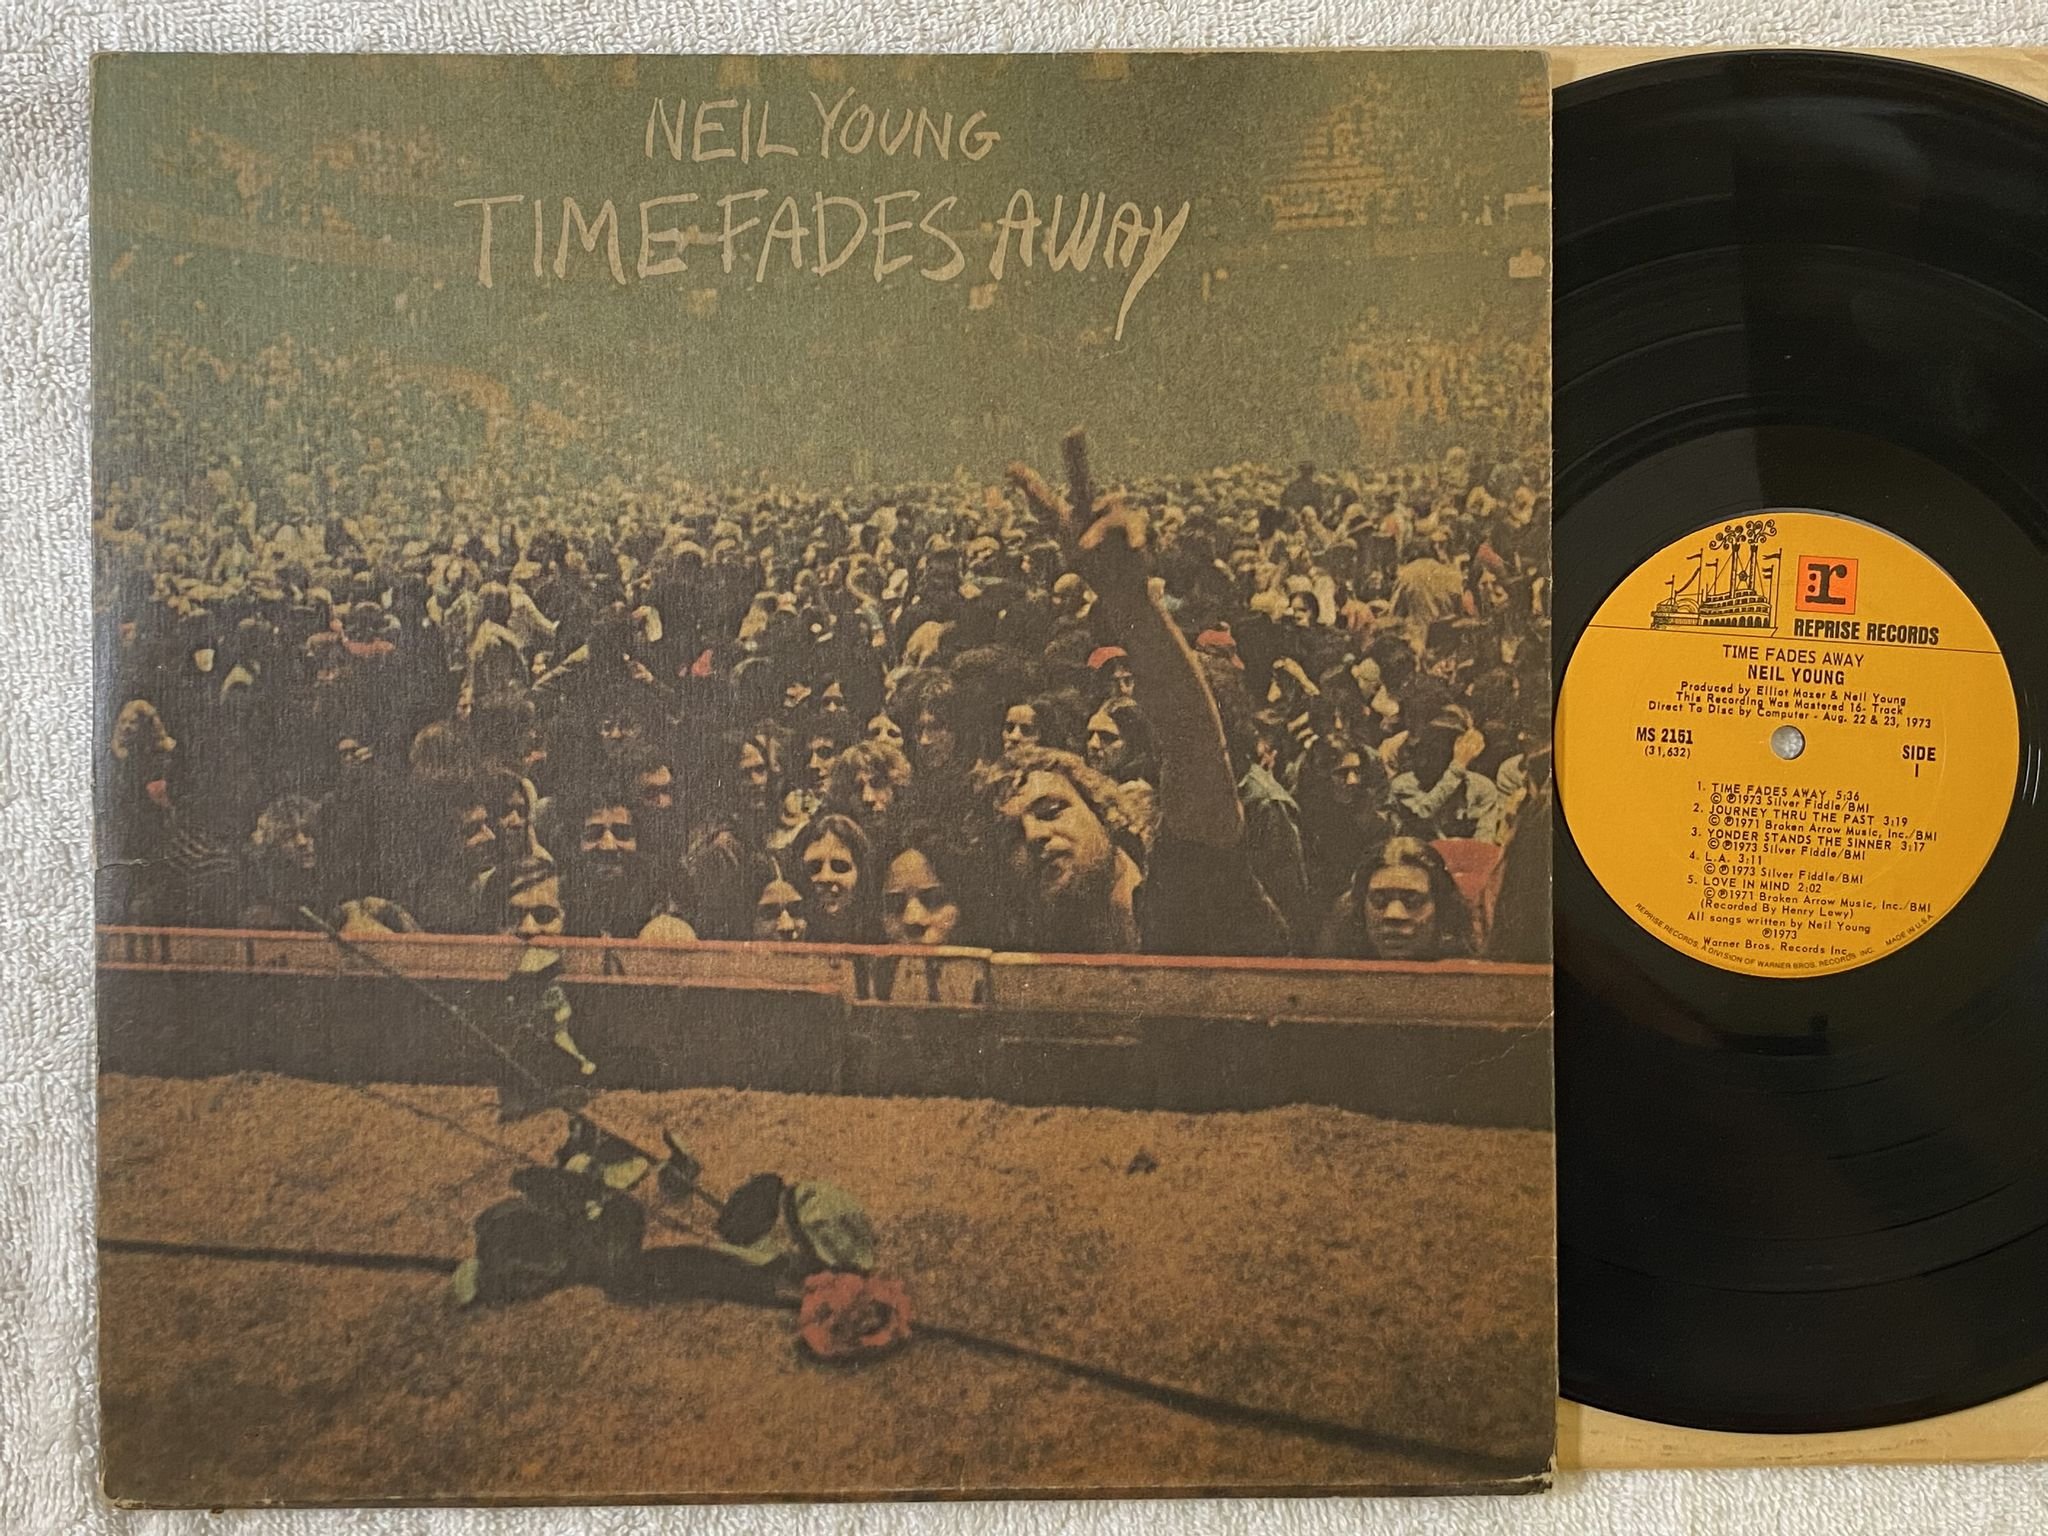 NEIL YOUNG
TIME FADES AWAY
r
REPRISE RECORDS
TIME FADES AWAY
NEIL YOUNG
Produced by Elliot Mazer & Neil Young
This Recording Was Mastered 16- Track
Direct To Disc by Computer - Aug. 22 & 23, 1973
MS 2151
(31,632)
SIDE
1
1. TIME FADES AWAY 5:36
© ℗1973 Silver Fiddle/BMI
2. JOURNEY THRU THE PAST 3:19
© ℗1971 Broken Arrow Music, Inc./BMI
3. YONDER STANDS THE SINNER 3:17
© ℗1973 Silver Fiddle/BMI
4. L.A. 3:11
© ℗1973 Silver Fiddle/BMI
5. LOVE IN MIND 2:02
© ℗1971 Broken Arrow Music, Inc./BMI
(Recorded By Henry Lewy)
All songs written by Neil Young
℗1973
Warner Bros. Records Inc.
REPRISE RECORDS, A DIVISION OF WARNER BROS. RECORDS, INC. MADE IN U.S.A.